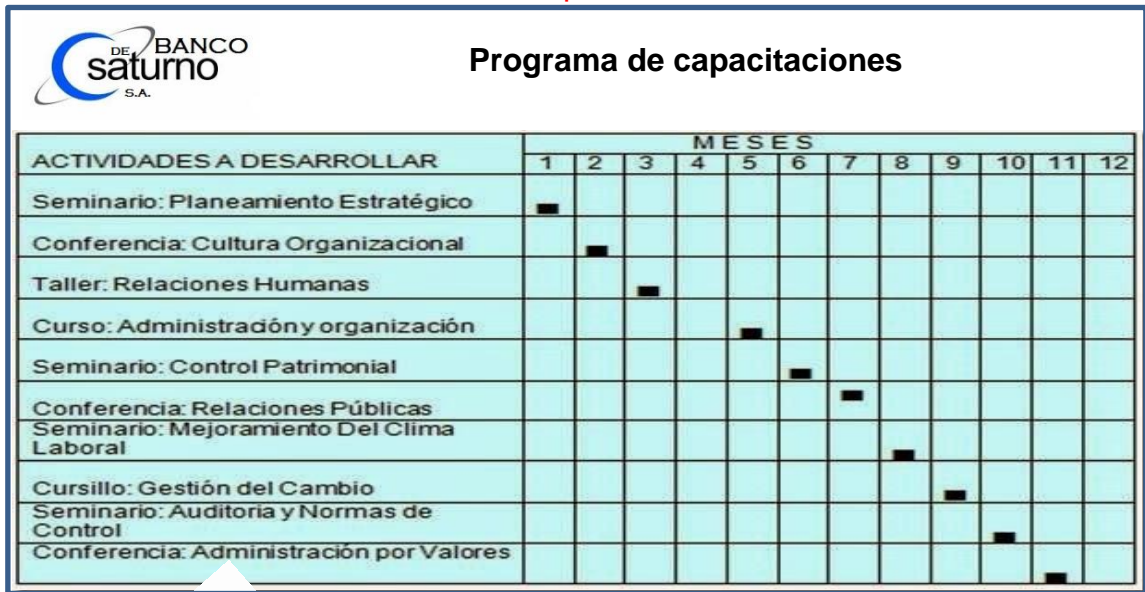 DE BANCO
saturno
S.A.
Programa de capacitaciones
MESES
ACTIVIDADES A DESARROLLAR 1 2 3 4 5 6 7 8 9 10 11 12
Seminario: Planeamiento Estratégico
Conferencia: Cultura Organizacional
Taller: Relaciones Humanas
Curso: Administración y organización
Seminario: Control Patrimonial
Conferencia: Relaciones Públicas
Seminario: Mejoramiento Del Clima
Laboral
Cursillo: Gestión del Cambio
Seminario: Auditoria y Normas de
Control
Conferencia: Administración por Valores